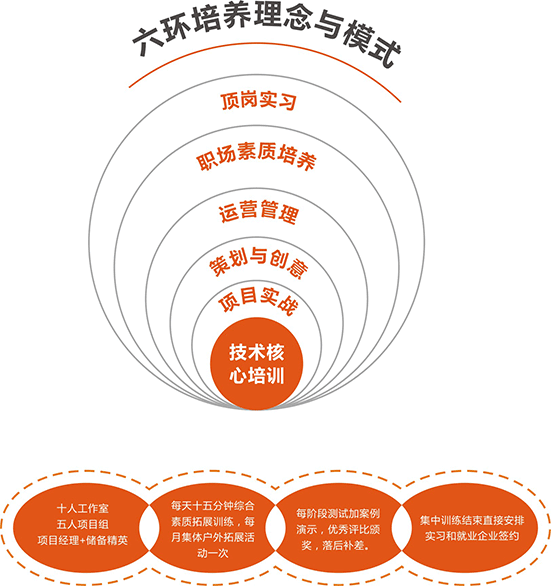 六环培养理念与模式
顶岗实习
职场素质培养
运营管理
策划与创意
项目实战
技术核
心培训
十人工作室
五人项目组
项目经理+储备精英
每天十五分钟综合
素质拓展训练，每
月集体户外拓展活
动一次
每阶段测试加案例
演示，优秀评比颁
奖，落后补差。
集中训练结束直接安排
实习和就业企业签约